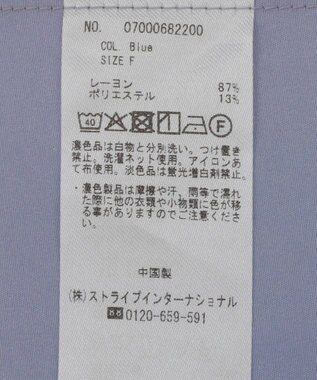 NO. 07000682200
COL. Blue
SIZE F
レーヨン 87%
ポリエステル 13%
40
F
濃色品は白物と分別洗い。つけ置き
禁止。洗濯ネット使用。アイロンあ
て布使用。淡色品は蛍光増白剤禁止。
・濃色製品は摩擦や汗、雨等で濡れ
た際に他の衣類や小物類に色が移
る事がありますのでご注意くださ
い。
中国製
(株)ストライプインターナショナル
0120-659-591